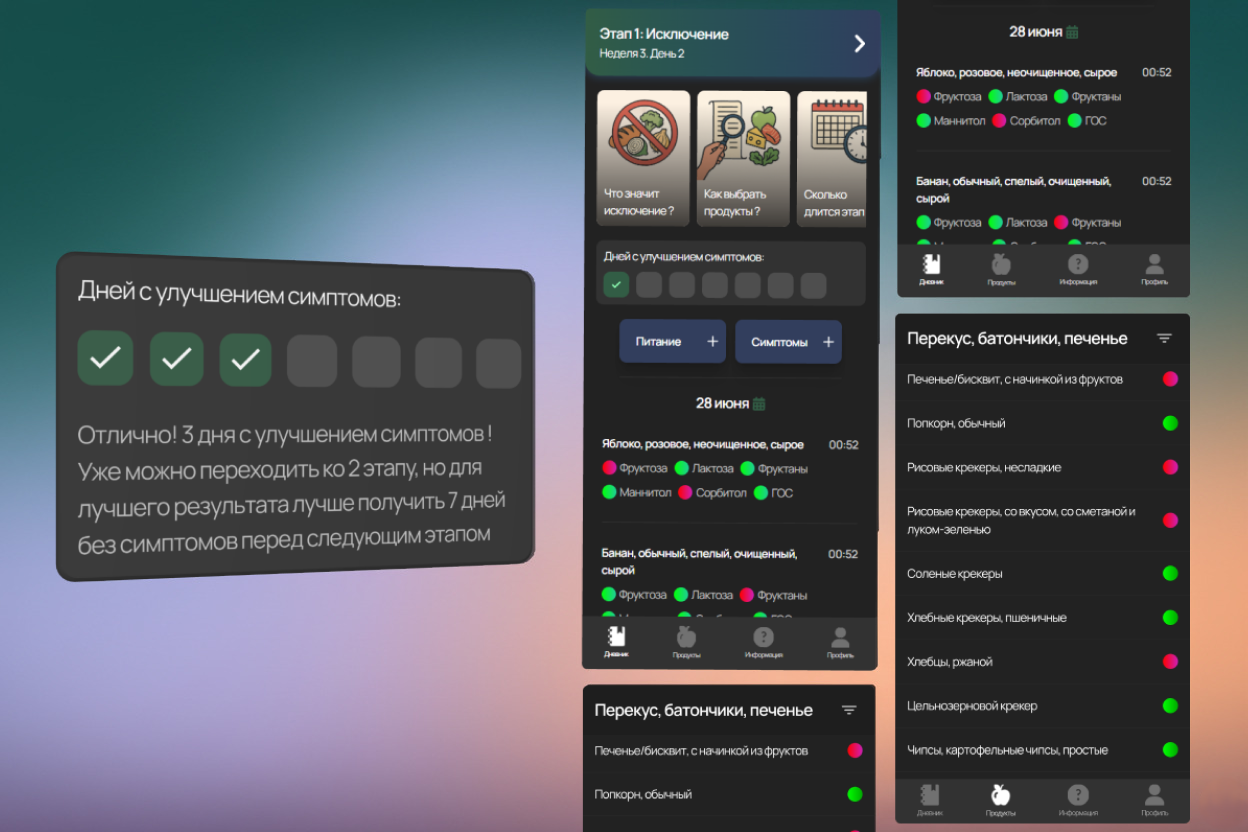 Дней с улучшением симптомов:
Отлично! 3 дня с улучшением симптомов!
Уже можно переходить ко 2 этапу, но для
лучшего результата лучше получить 7 дней
без симптомов перед следующим этапом
Этап 1: Исключение
Неделя 3. День 2
Что значит
исключение?
Как выбрать
продукты?
Сколько
длится этап
Дней с улучшением симптомов:
Питание +
Симптомы +
28 июня
Яблоко, розовое, неочищенное, сырое 00:52
Фруктоза Лактоза Фруктаны
Маннитол Сорбитол ГОС
Банан, обычный, спелый, очищенный, 00:52
сырой
Фруктоза Лактоза Фруктаны
Дневник Продукты Информация Профиль
Перекус, батончики, печенье
Печенье/бисквит, с начинкой из фруктов
Попкорн, обычный
28 июня
Яблоко, розовое, неочищенное, сырое 00:52
Фруктоза Лактоза Фруктаны
Маннитол Сорбитол ГОС
Банан, обычный, спелый, очищенный, 00:52
сырой
Фруктоза Лактоза Фруктаны
Дневник Продукты Информация Профиль
Перекус, батончики, печенье
Печенье/бисквит, с начинкой из фруктов
Попкорн, обычный
Рисовые крекеры, несладкие
Рисовые крекеры, со вкусом, со сметаной и
луком-зеленью
Соленые крекеры
Хлебные крекеры, пшеничные
Хлебцы, ржаной
Цельнозерновой крекер
Чипсы, картофельные чипсы, простые
Дневник Продукты Информация Профиль